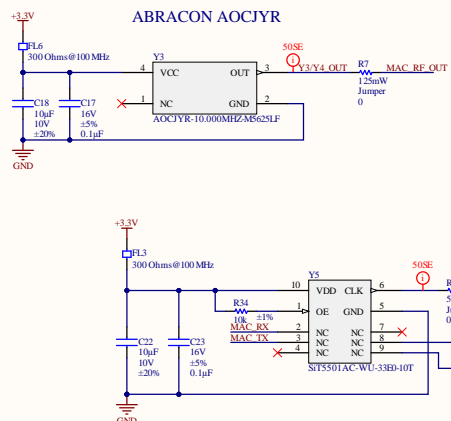 ABRACON AOCJYR
+3.3V
FL6
300 Ohms@100 MHz
C18
10µF
10V
±20%
C17
16V
±5%
0.1µF
GND
Y3
4 VCC OUT 3
1 NC GND 2
AOCJYR-10.000MHZ-M5625LF
50SE
i
Y3/Y4_OUT
R7
125mW
Jumper
0
MAC_RF_OUT
+3.3V
FL3
300 Ohms@100 MHz
C22
10µF
10V
±20%
C23
16V
±5%
0.1µF
GND
R34
10k ±1%
MAC_RX
MAC_TX
Y5
10 VDD CLK 6
1 OE GND 5
2 NC NC 7
3 NC NC 8
4 NC NC 9
SiT5501AC-WU-33E0-10T
50SE
i